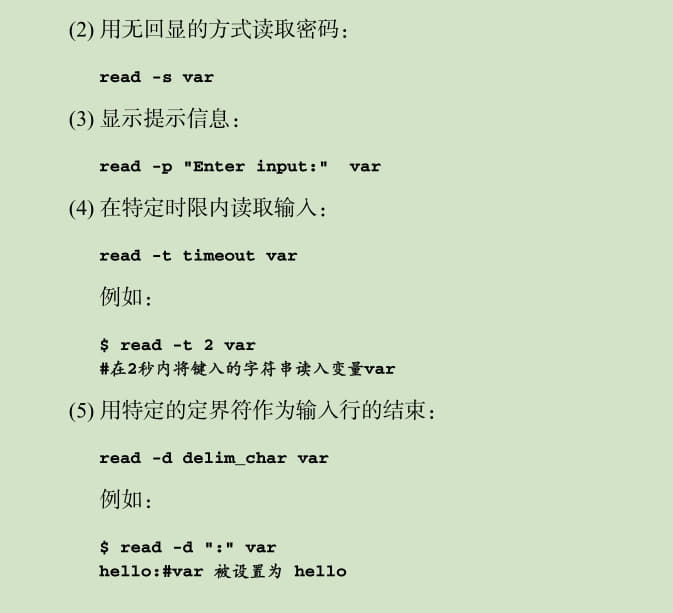 (2) 用无回显的方式读取密码：
read -s var
(3) 显示提示信息：
read -p "Enter input:"  var
(4) 在特定时限内读取输入：
read -t timeout var
例如：
$ read -t 2 var
#在2秒内将键入的字符串读入变量var
(5) 用特定的定界符作为输入行的结束：
read -d delim_char var
例如：
$ read -d ":" var
hello:#var 被设置为 hello